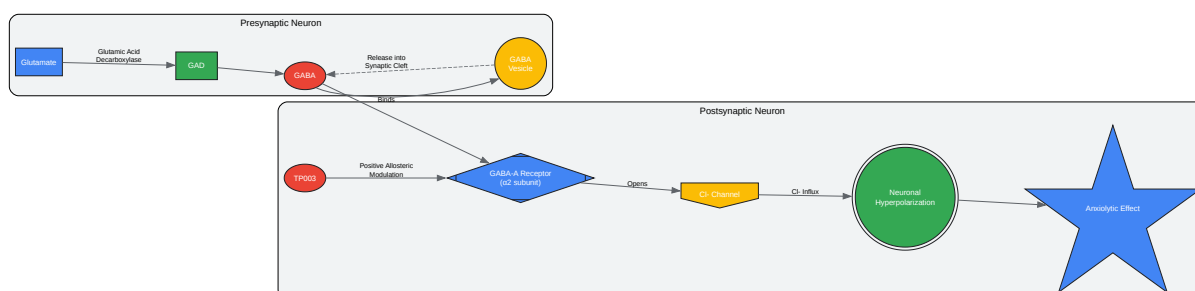 Presynaptic Neuron
Glutamate
Glutamic Acid
Decarboxylase
GAD
GABA
Release into
Synaptic Cleft
GABA
Vesicle
Binds
Postsynaptic Neuron
TP003
Positive Allosteric
Modulation
GABA-A Receptor
(α2 subunit)
Opens
Cl- Channel
Cl- Influx
Neuronal
Hyperpolarization
Anxiolytic Effect